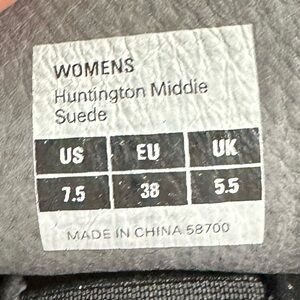 WOMENS
Huntington Middie
Suede
US EU UK
7.5 38 5.5
MADE IN CHINA 58700